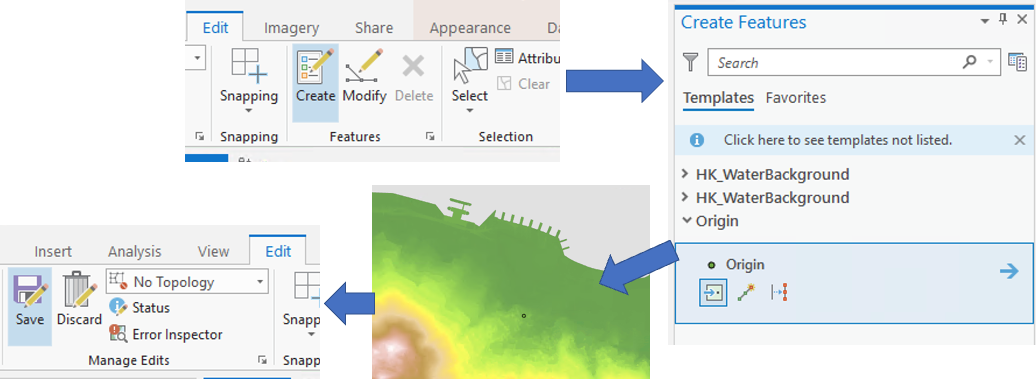 Edit Imagery Share Appearance Da
Snapping Create Modify Delete Select Attribu
Clear
Snapping Features Selection
Create Features
Search
Templates Favorites
Click here to see templates not listed.
HK_WaterBackground
HK_WaterBackground
Origin
Origin
Insert Analysis View Edit
No Topology
Status
Save Discard Snappi
Error Inspector
Manage Edits Snappi